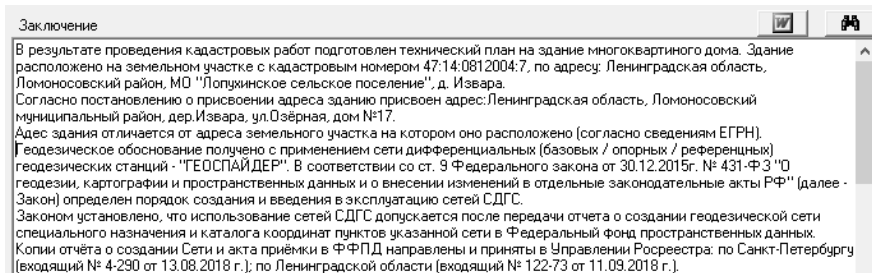 Заключение
В результате проведения кадастровых работ подготовлен технический план на здание многоквартиного дома. Здание
расположено на земельном участке с кадастровым номером 47:14:0812004:7, по адресу: Ленинградская область,
Ломоносовский район, МО "Лопухинское сельское поселение", д. Извара.
Согласно постановлению о присвоении адреса зданию присвоен адрес:Ленинградская область, Ломоносовский
муниципальный район, дер.Извара, ул.Озёрная, дом №17.
Адес здания отличается от адреса земельного участка на котором оно расположено (согласно сведениям ЕГРН).
Геодезическое обоснование получено с применением сети дифференциальных (базовых / опорных / референцных)
геодезических станций - "ГЕОСПАЙДЕР". В соответствии со ст. 9 Федерального закона от 30.12.2015г. № 431-ФЗ "О
геодезии, картографии и пространственных данных и о внесении изменений в отдельные законодательные акты РФ" (далее -
Закон) определен порядок создания и введения в эксплуатацию сетей СДГС.
Законом установлено, что использование сетей СДГС допускается после передачи отчета о создании геодезической сети
специального назначения и каталога координат пунктов указанной сети в Федеральный фонд пространственных данных.
Копии отчёта о создании Сети и акта приёмки в ФФПД направлены и приняты в Управлении Росреестра: по Санкт-Петербургу
(входящий № 4-290 от 13.08.2018 г.); по Ленинградской области (входящий № 122-73 от 11.09.2018 г.).